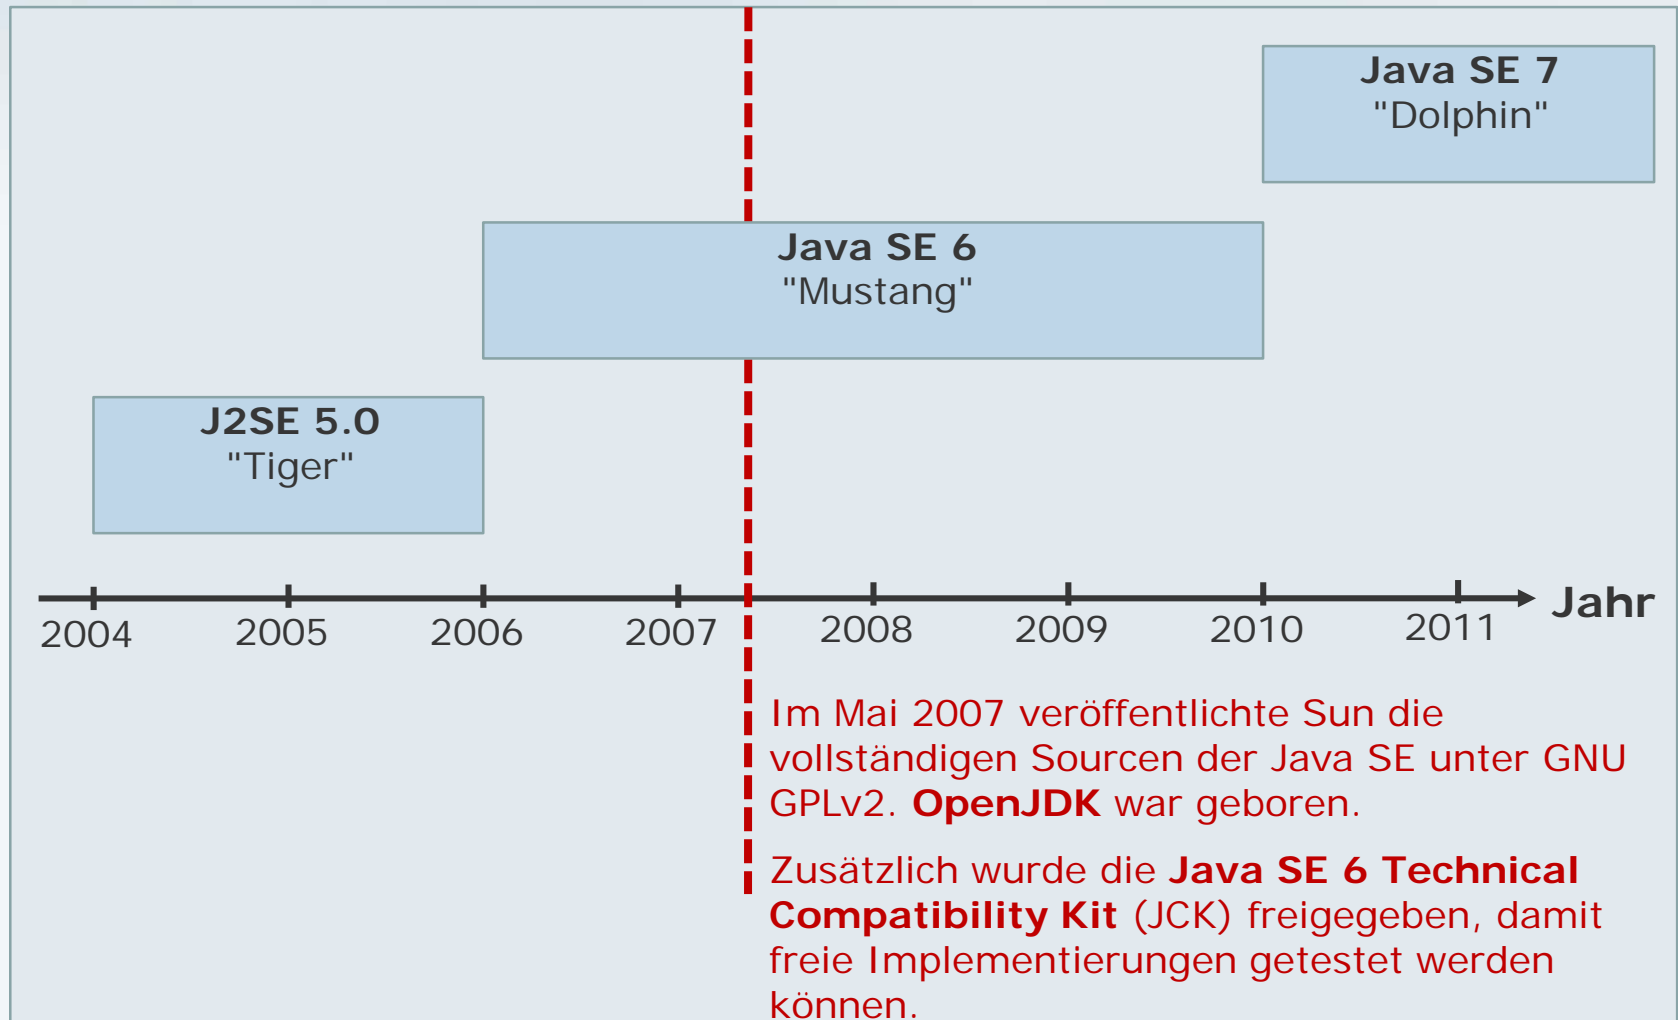 Java SE 7
"Dolphin"
Java SE 6
"Mustang"
J2SE 5.0
"Tiger"
Jahr
2004 2005 2006 2007 2008 2009 2010 2011
Im Mai 2007 veröffentlichte Sun die
vollständigen Sourcen der Java SE unter GNU
GPLv2. OpenJDK war geboren.
Zusätzlich wurde die Java SE 6 Technical
Compatibility Kit (JCK) freigegeben, damit
freie Implementierungen getestet werden
können.